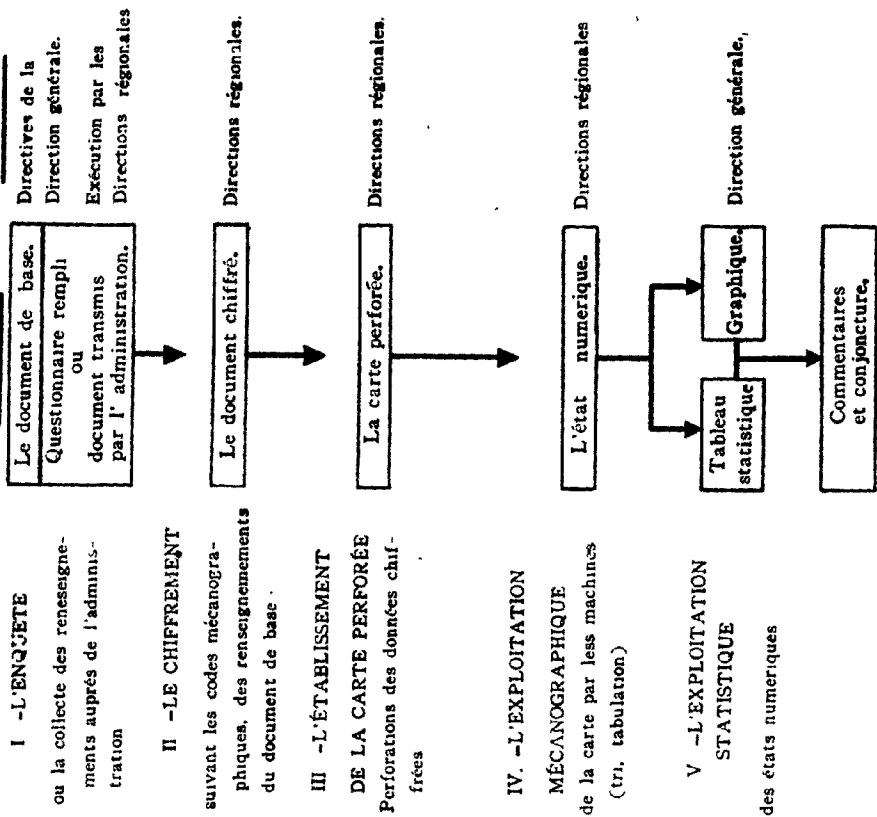 I -L'ENQUETE
ou la collecte des reneseigne-
ments auprés de l'adminis-
tration
Le document de base.
Questionnaire rempli
ou
document transmis
par l' administration.
Directives de la
Direction générale.
Exécution par les
Directions régionales
II -LE CHIFFREMENT
suivant les codes mécanogra-
phiques, des renseignemements
du document de base.
Le document chiffré.
Directions régionales.
III -L'ÉTABLISSEMENT
DE LA CARTE PERFORÉE
Perforations des données chif-
frées
La carte perforée.
Directions régionales.
IV. -L'EXPLOITATION
MÉCANOGRAPHIQUE
de la carte par less machines
(tri, tabulation)
L'état numerique.
Directions régionales
V -L'EXPLOITATION
STATISTIQUE
des états numeriques
Tableau
statistique
Graphique.
Direction générale.
Commentaires
et conjoncture.